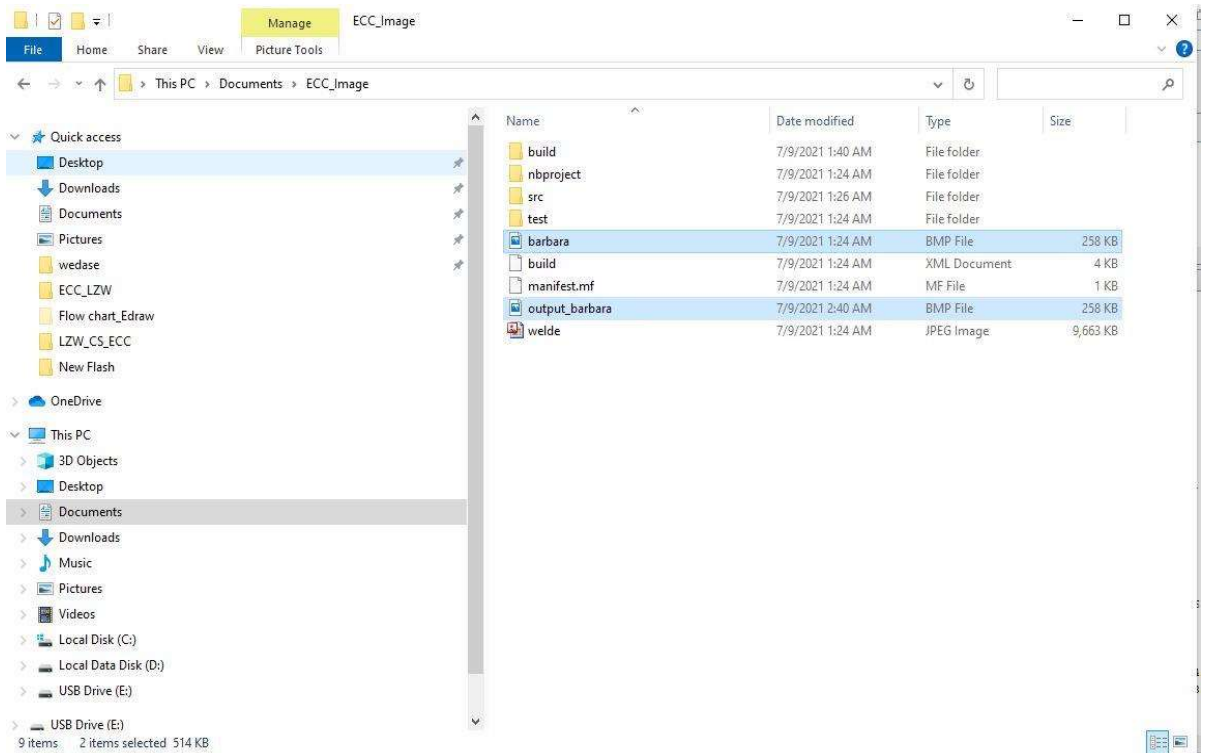 Manage ECC_Image
File Home Share View Picture Tools
> This PC > Documents > ECC_Image
Quick access
Desktop
Downloads
Documents
Pictures
wedase
ECC_LZW
Flow chart_Edraw
LZW_CS_ECC
New Flash
OneDrive
This PC
3D Objects
Desktop
Documents
Downloads
Music
Pictures
Videos
Local Disk (C:)
Local Data Disk (D:)
USB Drive (E:)
USB Drive (E:)
Name Date modified Type Size
build 7/9/2021 1:40 AM File folder
nbproject 7/9/2021 1:24 AM File folder
src 7/9/2021 1:26 AM File folder
test 7/9/2021 1:24 AM File folder
barbara 7/9/2021 1:24 AM BMP File 258 KB
build 7/9/2021 1:24 AM XML Document 4 KB
manifest.mf 7/9/2021 1:24 AM MF File 1 KB
output_barbara 7/9/2021 2:40 AM BMP File 258 KB
welde 7/9/2021 1:24 AM JPEG Image 9,663 KB
9 items 2 items selected 514 KB